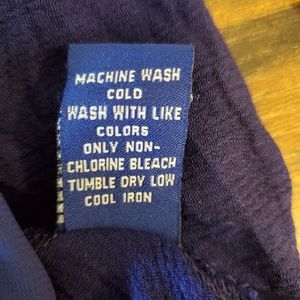 MACHINE WASH
COLD
WASH WITH LIKE
COLORS
ONLY NON-
CHLORINE BLEACH
TUMBLE DRY LOW
COOL IRON